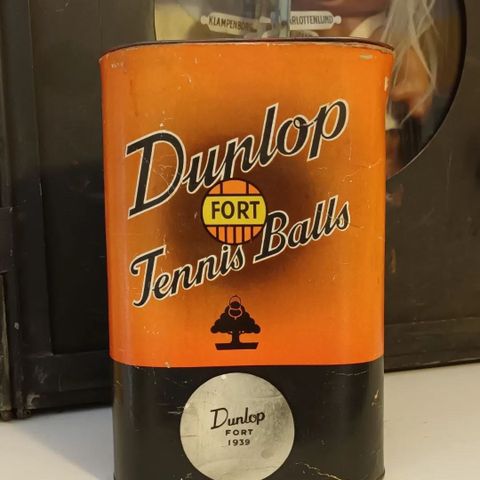 KLAMPENBORG
CHARLOTTENLUND
Dunlop
FORT
Tennis Balls
Dunlop
FORT
1939